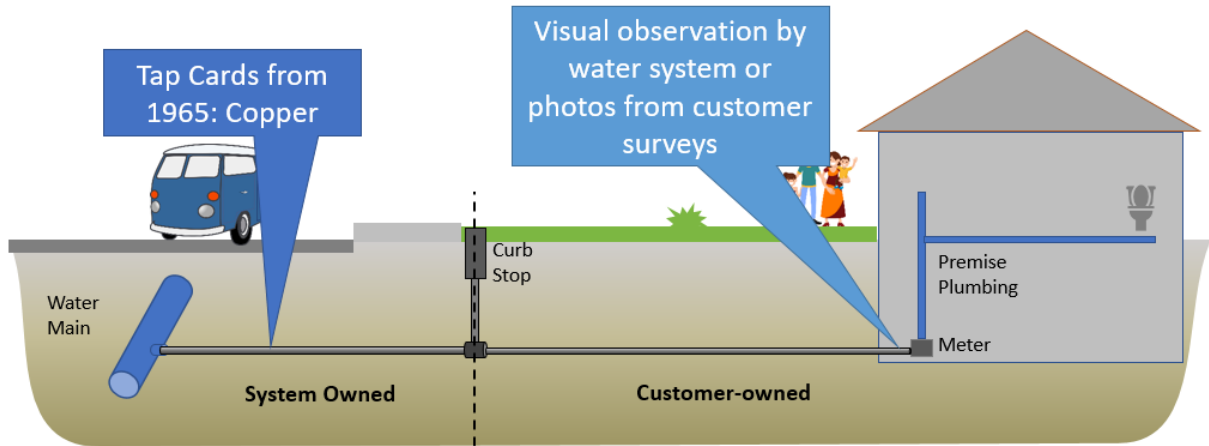 Tap Cards from
1965: Copper
Visual observation by
water system or
photos from customer
surveys
Curb
Stop
Water
Main
Premise
Plumbing
Meter
System Owned
Customer-owned